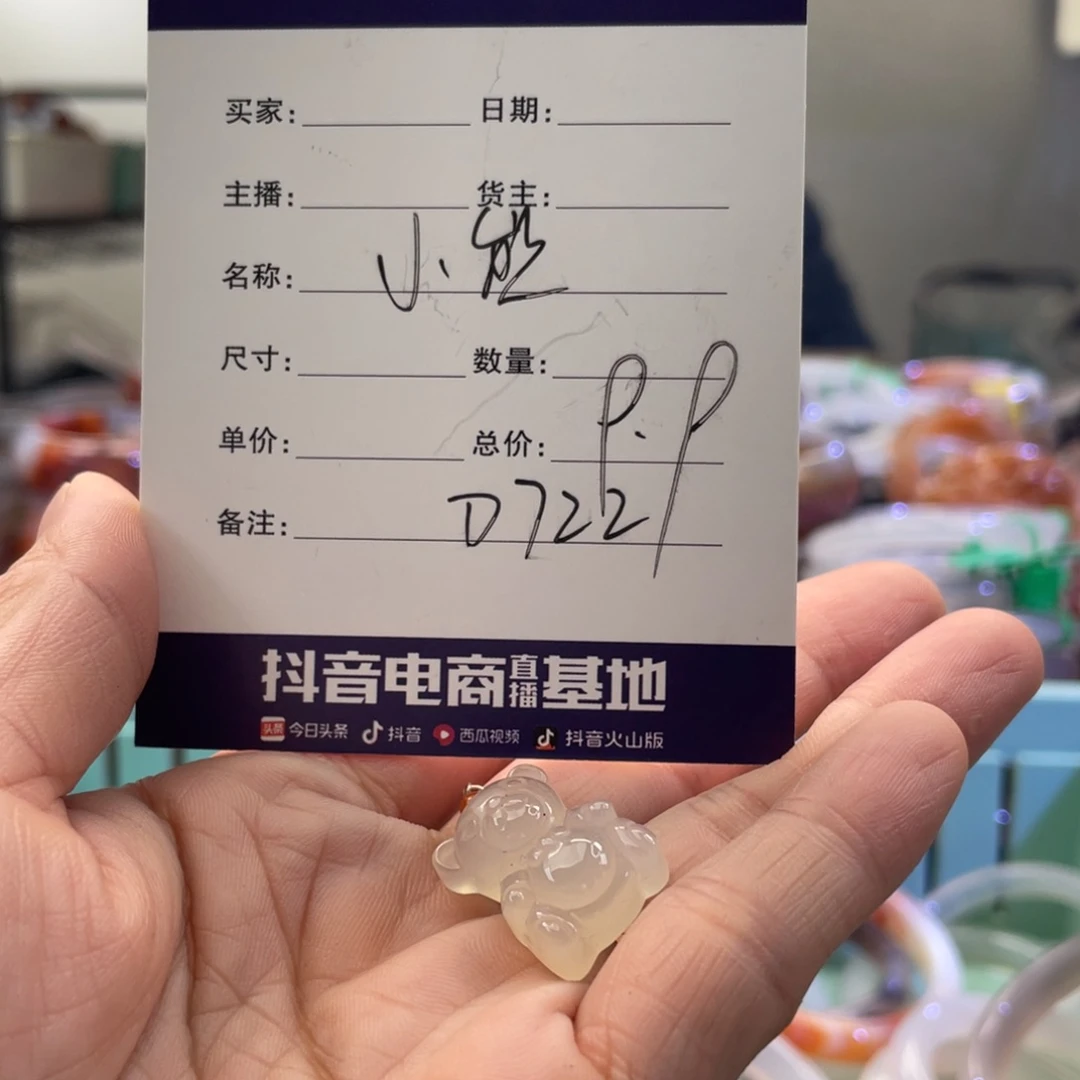 买家: 日期:
主播: 货主:
名称: 小熊
尺寸: 数量:
单价: 总价:
备注: D722
抖音电商直播基地
头条 今日头条 抖音 西瓜视频 抖音火山版